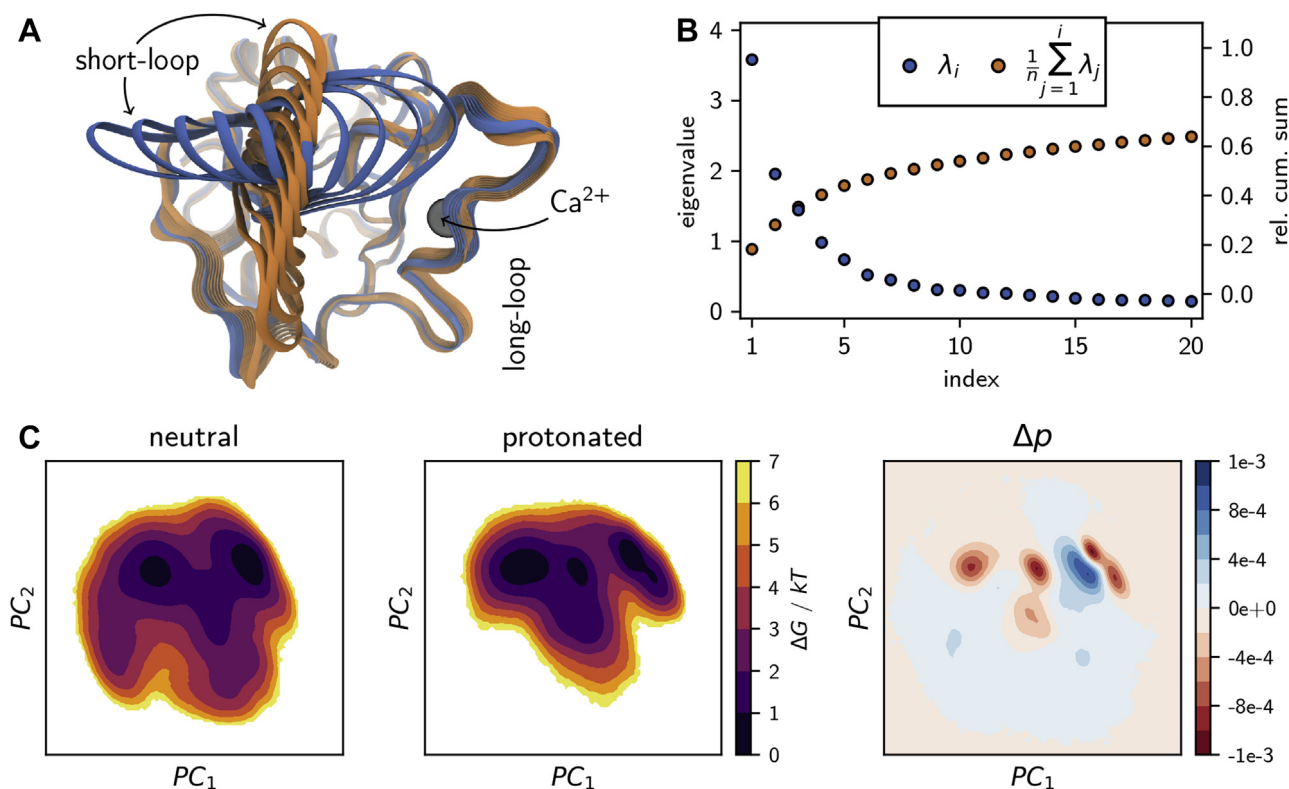 A
short-loop
Ca2+
long-loop
B
λi
1/n ∑ i j = 1 λj
eigenvalue
4
3
2
1
0
1
5
10
15
20
index
1.0
0.8
0.6
0.4
0.2
0.0
rel. cum. sum
C
neutral
PC2
PC1
protonated
PC2
PC1
7
6
5
4
3
2
1
0
ΔG / kT
Δp
PC2
PC1
1e-3
8e-4
4e-4
0e+0
-4e-4
-8e-4
-1e-3